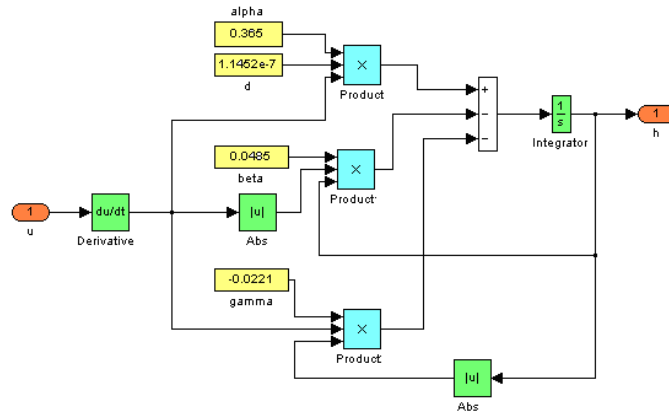 alpha
0.365
1.1452e-7
d
×
Product
+
−
−
1
s
Integrator
1
h
0.0485
beta
×
Product
1
u
du/dt
Derivative
|u|
Abs
-0.0221
gamma
×
Product
|u|
Abs